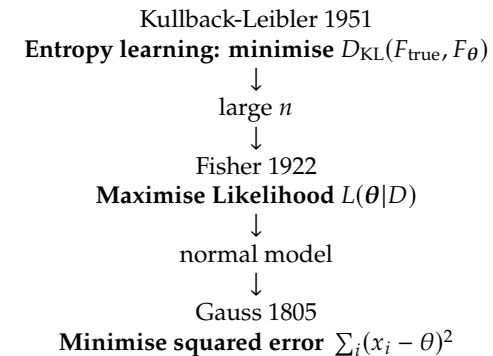 Kullback-Leibler 1951
Entropy learning: minimise D_KL(F_true, F_θ)
↓
large n
↓
Fisher 1922
Maximise Likelihood L(θ|D)
↓
normal model
↓
Gauss 1805
Minimise squared error ∑_i(x_i − θ)²